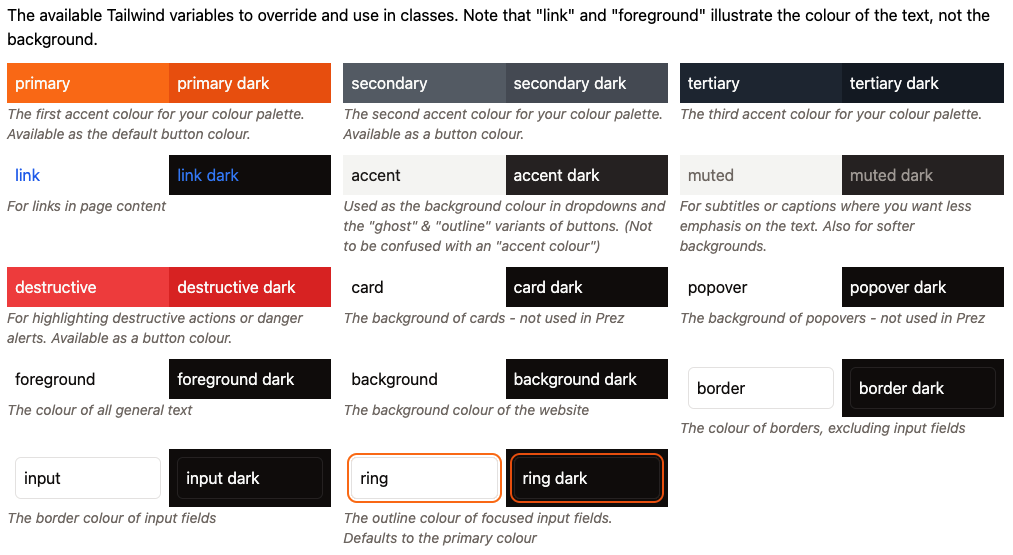 The available Tailwind variables to override and use in classes. Note that "link" and "foreground" illustrate the colour of the text, not the
background.
primary
primary dark
The first accent colour for your colour palette.
Available as the default button colour.
secondary
secondary dark
The second accent colour for your colour palette.
Available as a button colour.
tertiary
tertiary dark
The third accent colour for your colour palette.
link
link dark
For links in page content
accent
accent dark
Used as the background colour in dropdowns and
the "ghost" & "outline" variants of buttons. (Not
to be confused with an "accent colour")
muted
muted dark
For subtitles or captions where you want less
emphasis on the text. Also for softer
backgrounds.
destructive
destructive dark
For highlighting destructive actions or danger
alerts. Available as a button colour.
card
card dark
The background of cards - not used in Prez
popover
popover dark
The background of popovers - not used in Prez
foreground
foreground dark
The colour of all general text
background
background dark
The background colour of the website
border
border dark
The colour of borders, excluding input fields
input
input dark
The border colour of input fields
ring
ring dark
The outline colour of focused input fields.
Defaults to the primary colour